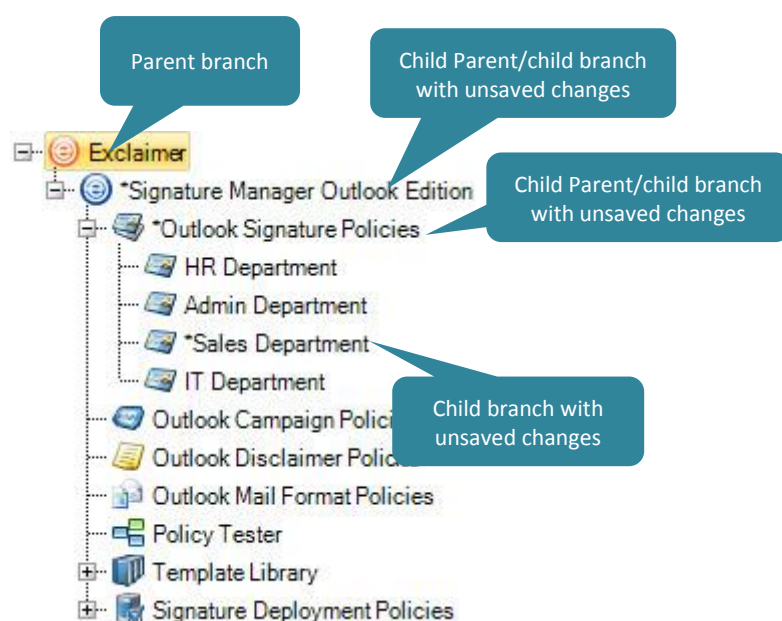 Parent branch
Child Parent/child branch
with unsaved changes
Exclaimer
*Signature Manager Outlook Edition
Child Parent/child branch
with unsaved changes
*Outlook Signature Policies
HR Department
Admin Department
*Sales Department
IT Department
Child branch with
unsaved changes
Outlook Campaign Polici
Outlook Disclaimer Policies
Outlook Mail Format Policies
Policy Tester
Template Library
Signature Deployment Policies